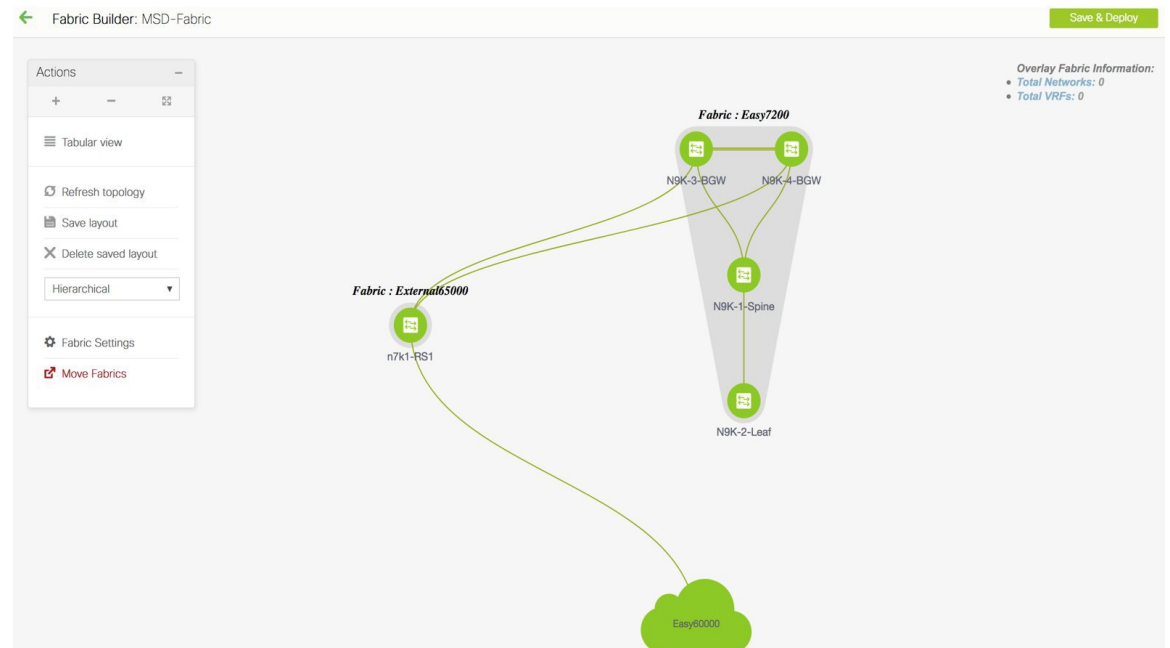 Fabric Builder: MSD-Fabric
Save & Deploy
Actions
Tabular view
Refresh topology
Save layout
Delete saved layout
Hierarchical
Fabric Settings
Move Fabrics
Overlay Fabric Information:
Total Networks: 0
Total VRFs: 0
Fabric : Easy7200
N9K-3-BGW N9K-4-BGW
Fabric : External65000
N9K-1-Spine
n7k1-RS1
N9K-2-Leaf
Easy60000